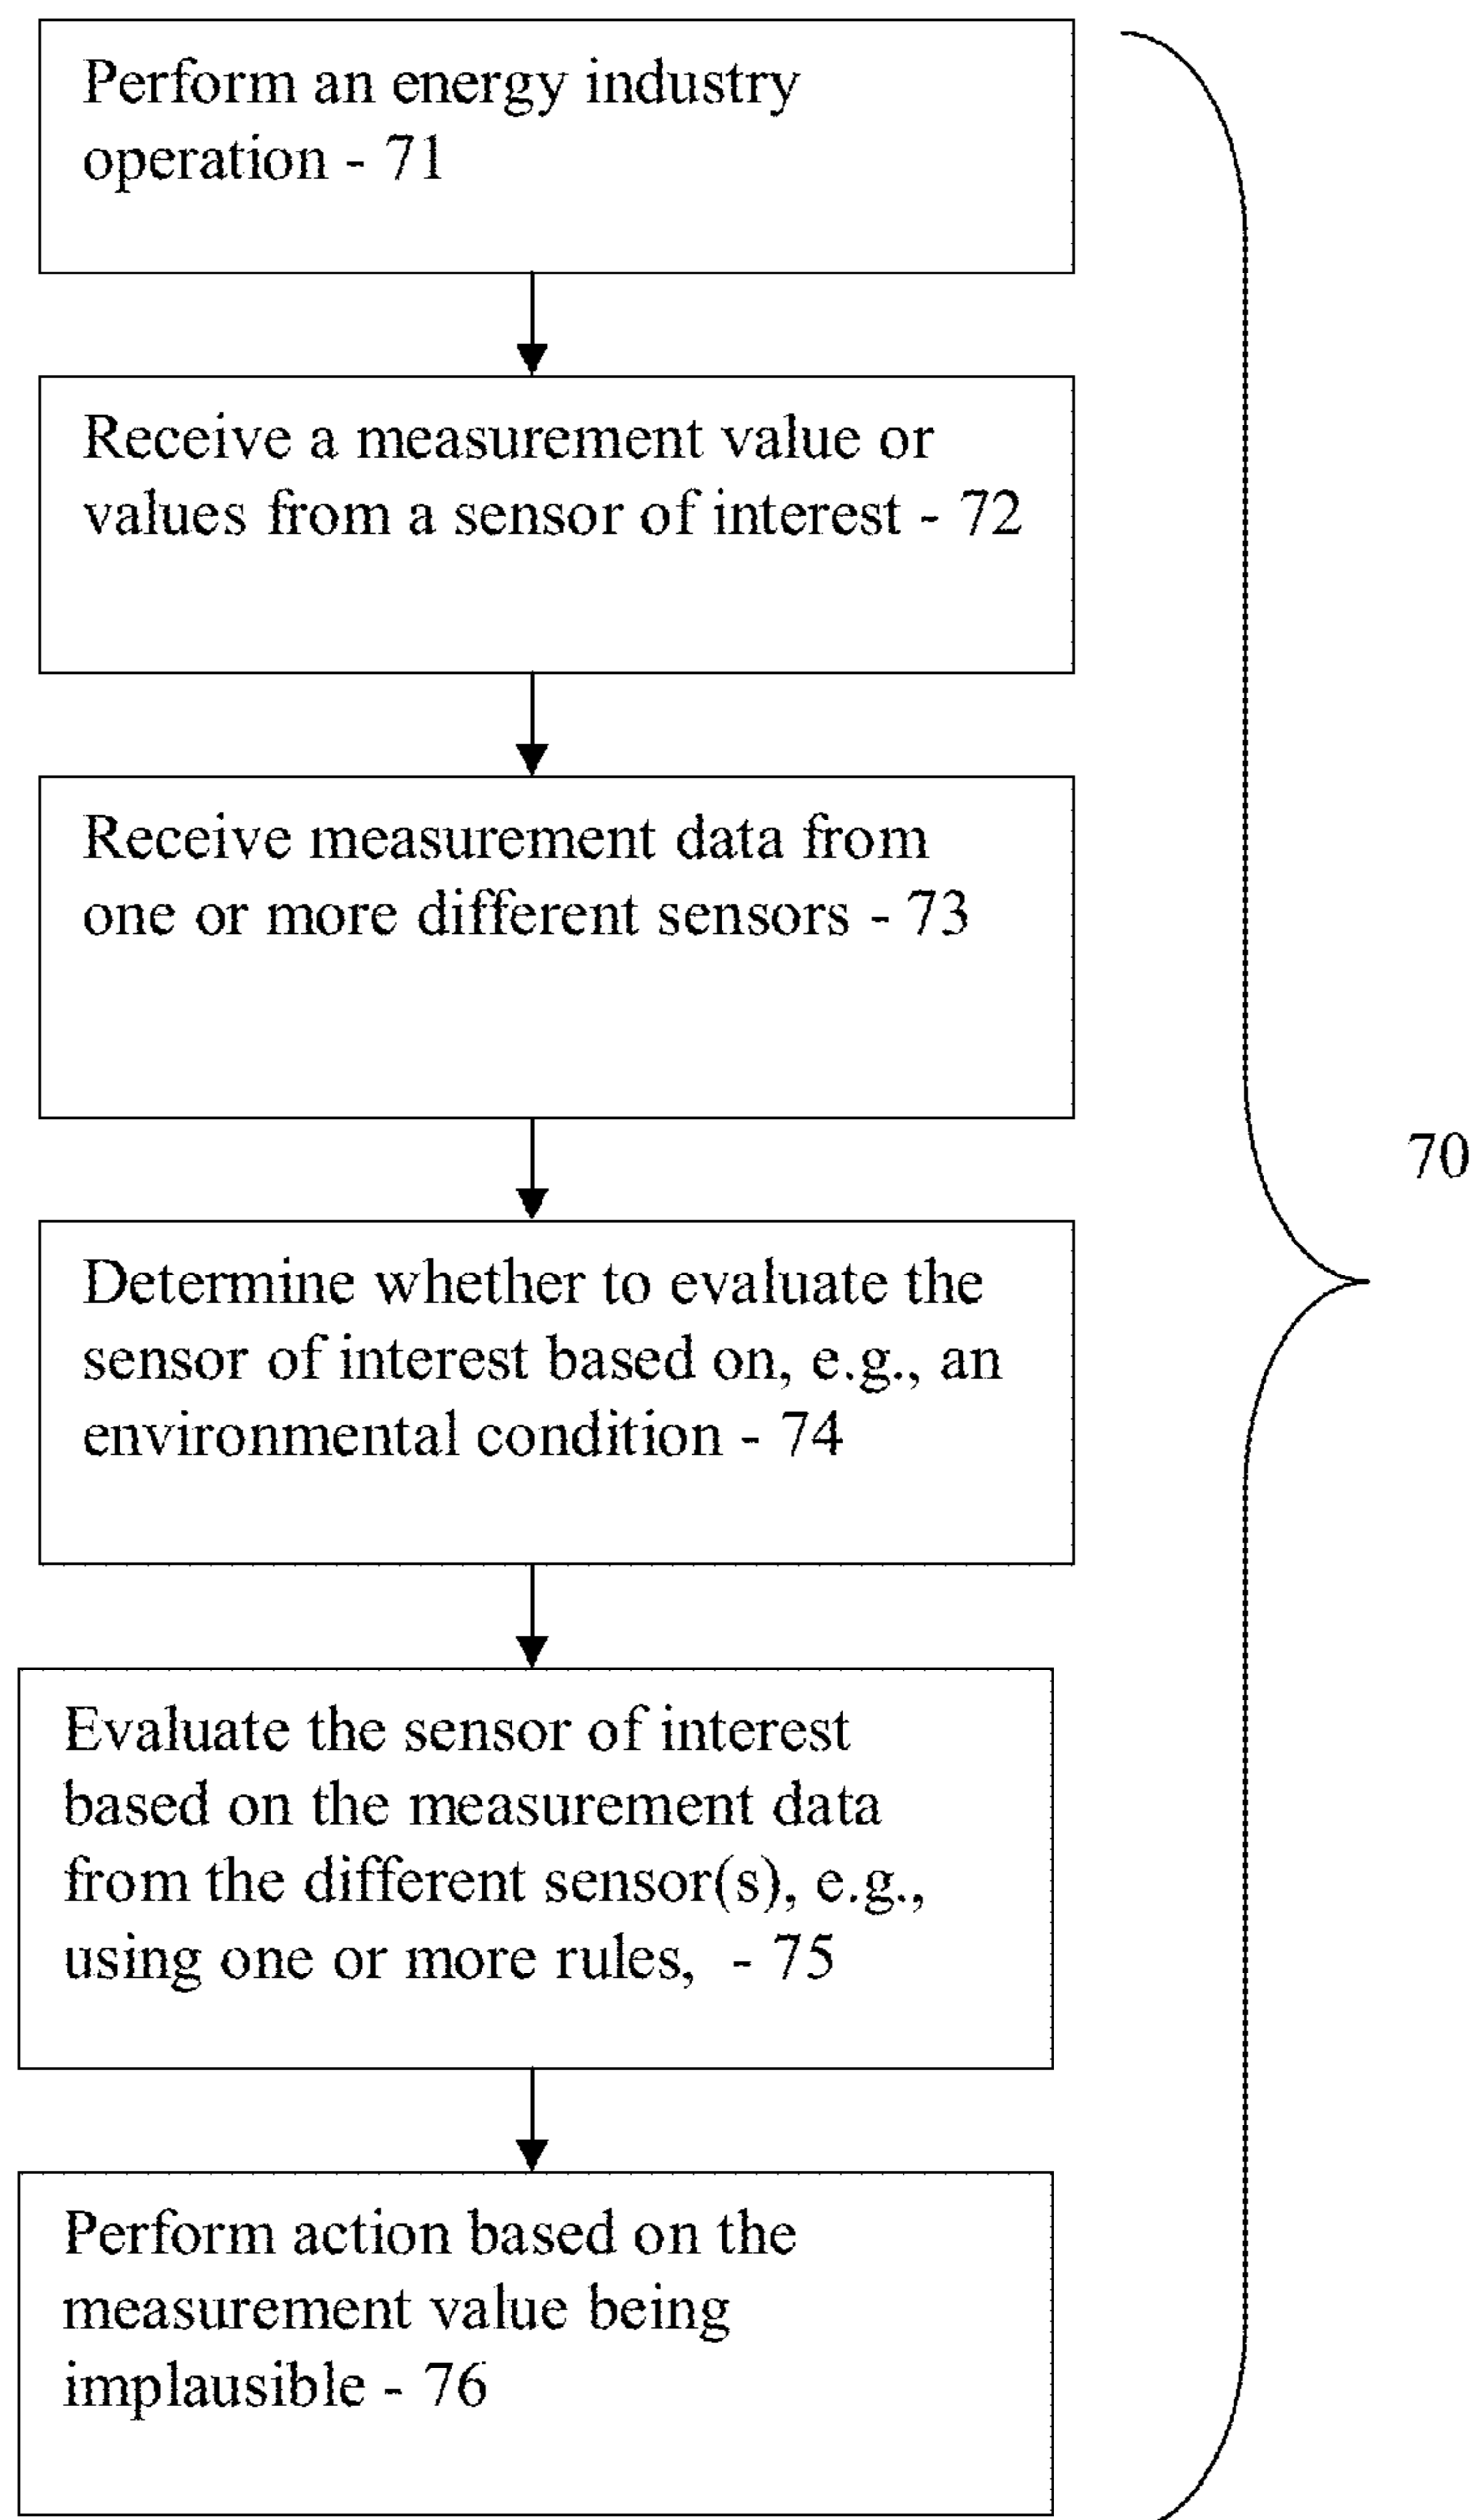 Perform an energy industry
operation - 71
Receive a measurement value or
values from a sensor of interest - 72
Receive measurement data from
one or more different sensors - 73
70
Determine whether to evaluate the
sensor of interest based on, e.g., an
environmental condition - 74
Evaluate the sensor of interest
based on the measurement data
from the different sensor(s), e.g.,
using one or more rules,  - 75
Perform action based on the
measurement value being
implausible - 76